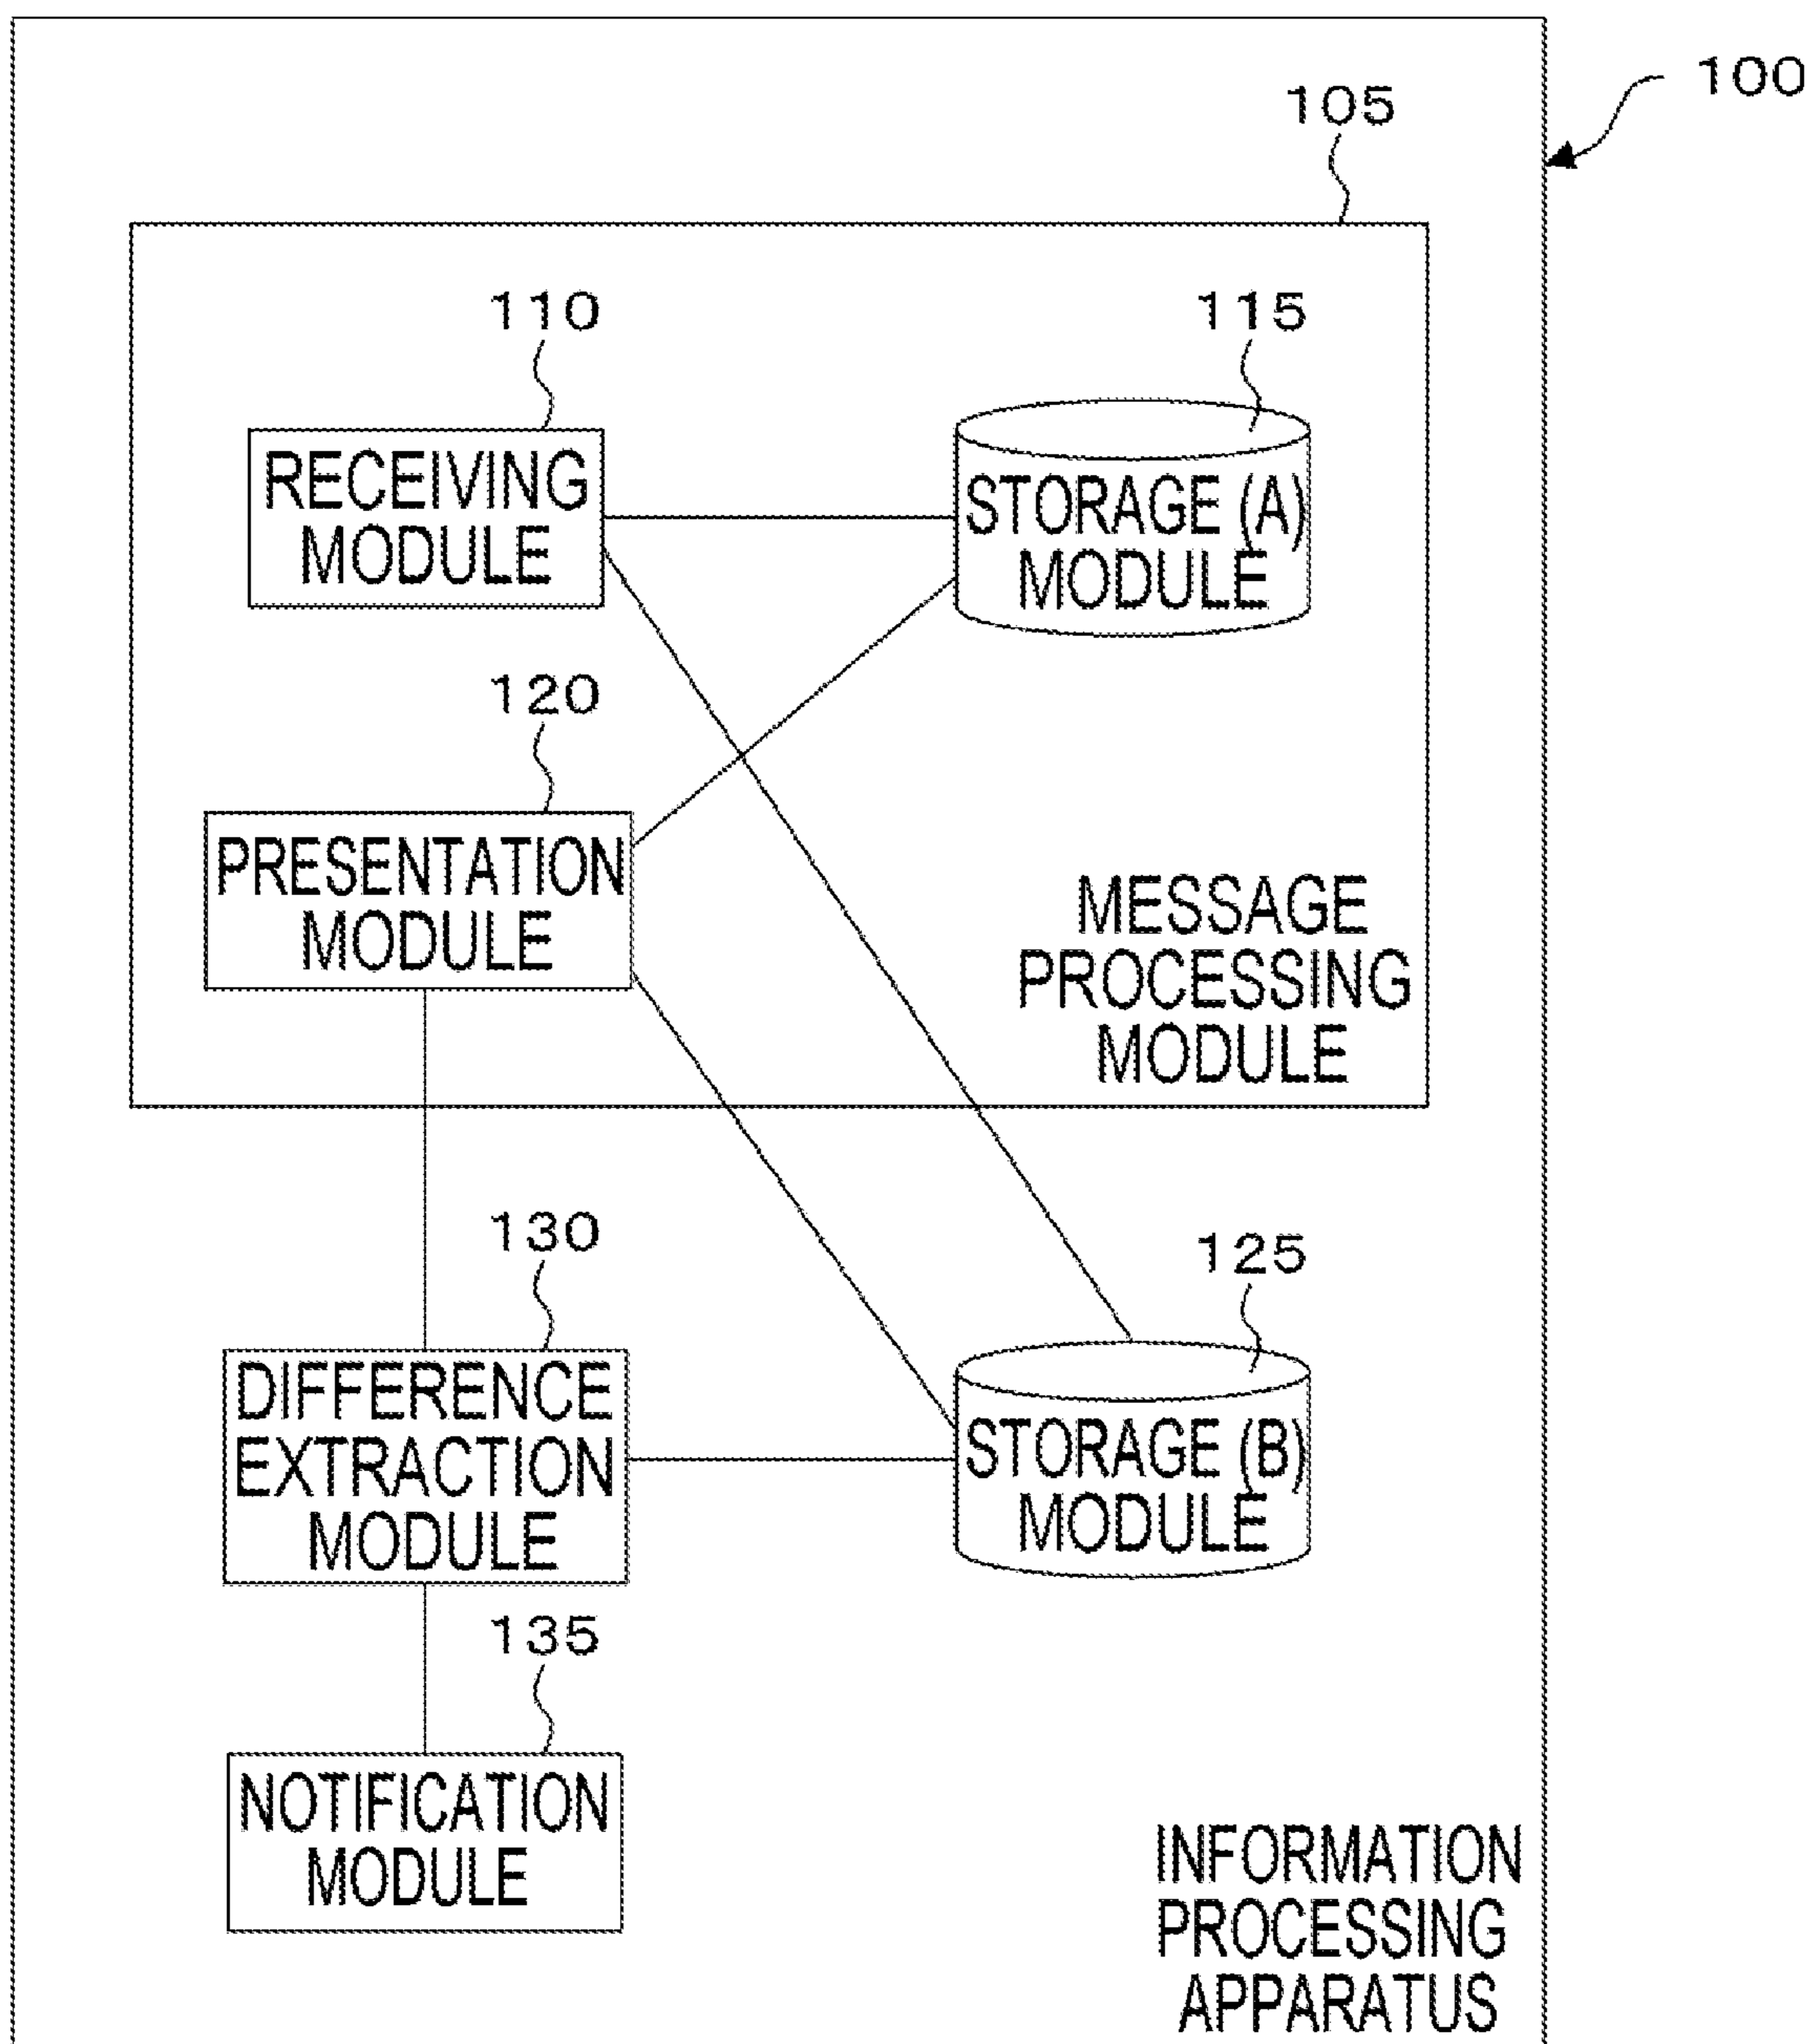 100
105
110
115
RECEIVING
MODULE
STORAGE (A)
MODULE
120
PRESENTATION
MODULE
MESSAGE
PROCESSING
MODULE
130
125
DIFFERENCE
EXTRACTION
MODULE
STORAGE (B)
MODULE
135
NOTIFICATION
MODULE
INFORMATION
PROCESSING
APPARATUS